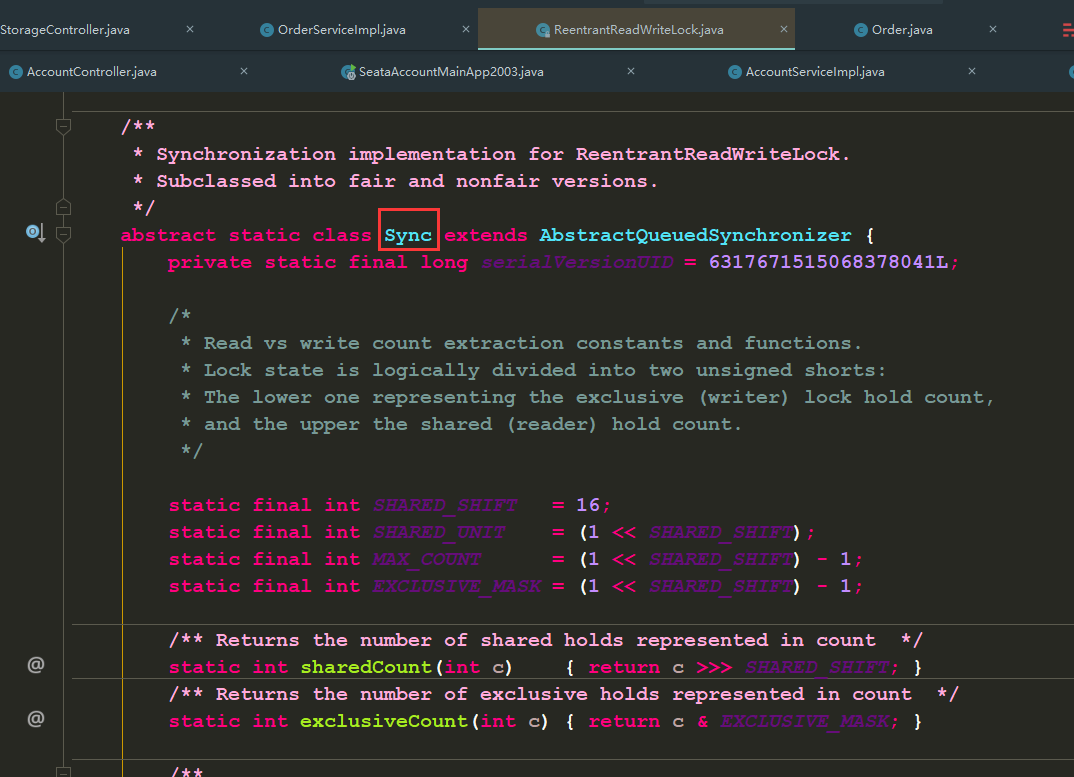 StorageController.java × OrderServiceImpl.java × ReentrantReadWriteLock.java × Order.java ×
AccountController.java × SeataAccountMainApp2003.java × AccountServiceImpl.java ×
/**
* Synchronization implementation for ReentrantReadWriteLock.
* Subclassed into fair and nonfair versions.
*/
abstract static class Sync extends AbstractQueuedSynchronizer {
private static final long serialVersionUID = 6317671515068378041L;
/*
* Read vs write count extraction constants and functions.
* Lock state is logically divided into two unsigned shorts:
* The lower one representing the exclusive (writer) lock hold count,
* and the upper the shared (reader) hold count.
*/
static final int SHARED_SHIFT   = 16;
static final int SHARED_UNIT    = (1 << SHARED_SHIFT);
static final int MAX_COUNT      = (1 << SHARED_SHIFT) - 1;
static final int EXCLUSIVE_MASK = (1 << SHARED_SHIFT) - 1;
/** Returns the number of shared holds represented in count  */
@ static int sharedCount(int c)    { return c >>> SHARED_SHIFT; }
/** Returns the number of exclusive holds represented in count  */
@ static int exclusiveCount(int c) { return c & EXCLUSIVE_MASK; }
/**